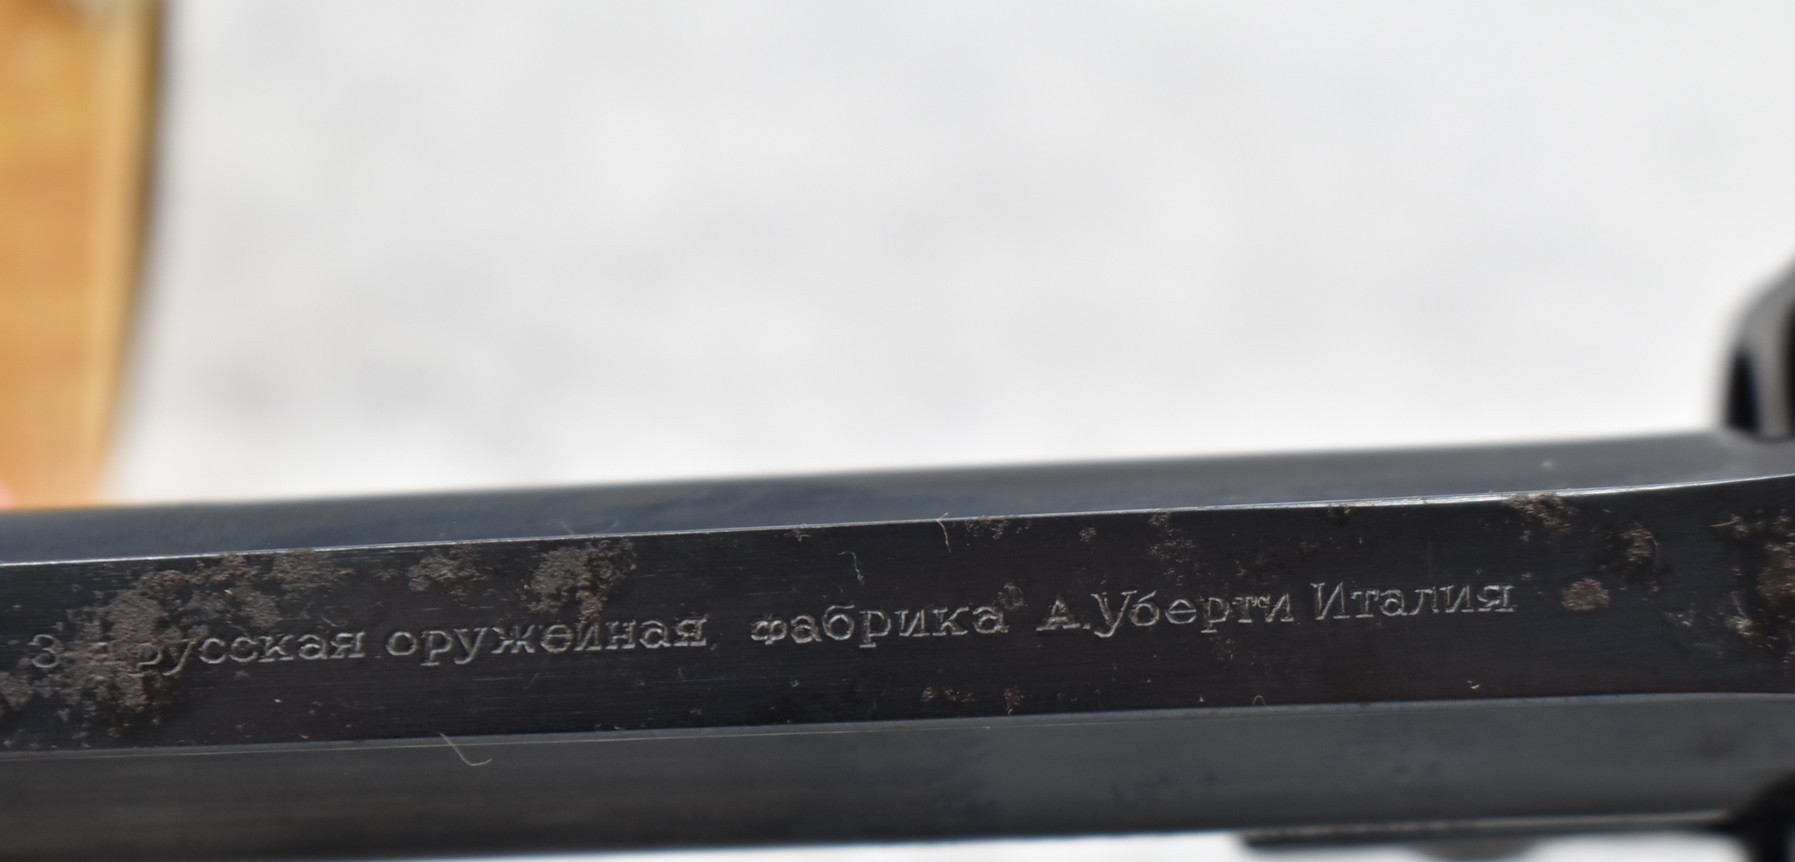 русская оружейная фабрика А.Уберти Италия